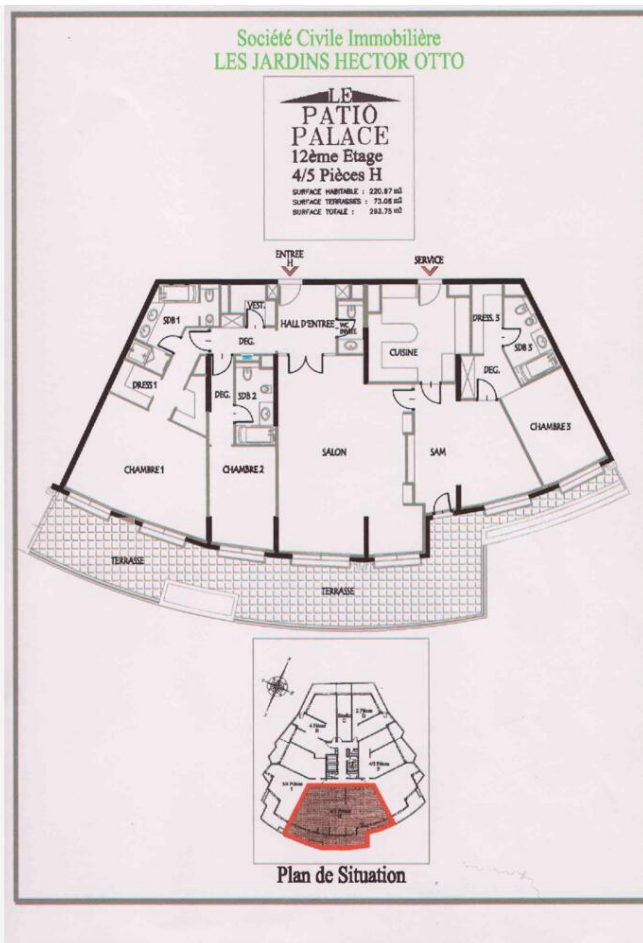 Société Civile Immobilière
LES JARDINS HECTOR OTTO
LE
PATIO
PALACE
12ème Etage
4/5 Pièces H
SURFACE HABITABLE : 220.87 m2
SURFACE TERRASSES : 73.06 m2
SURFACE TOTALE : 293.75 m2
ENTREE
H
SERVICE
SDB 1
VEST.
HALL D'ENTREE
WC
DRESS. 3
SDB 3
DEG.
CUISINE
DRESS 1
DEG.
SDB 2
DEG.
CHAMBRE 1
CHAMBRE 2
SALON
SAM
CHAMBRE 3
TERRASSE
TERRASSE
Plan de Situation